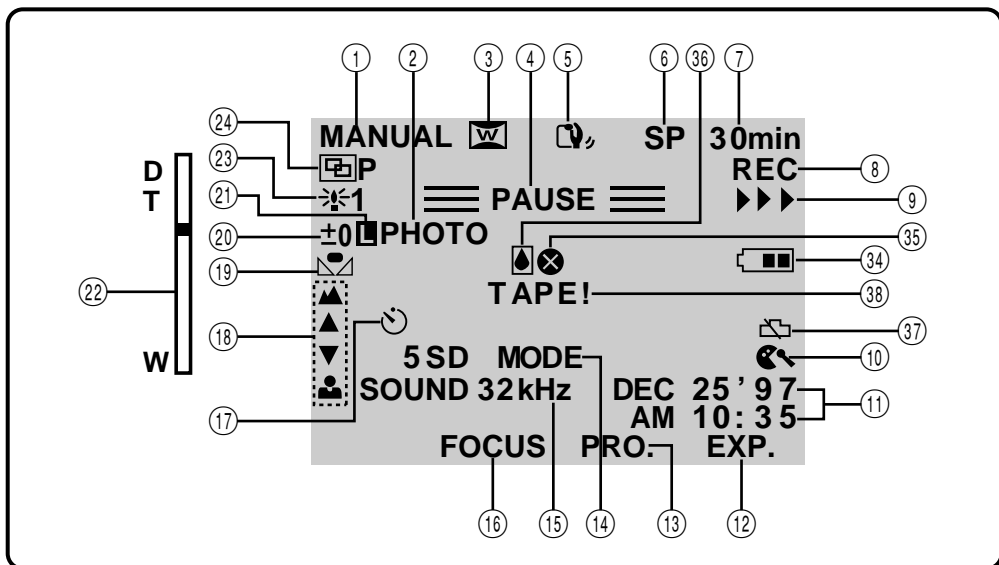 1 2 3 4 5 6 36 7
MANUAL W SP 30min
24 P REC 8
23 1 PAUSE 9
21 L PHOTO
20 ±0 35
19 34
TAPE! 38
D
T
22
W
18 17 37
10
5SD MODE
SOUND 32kHz DEC 25’97 11
AM 10:35
FOCUS PRO. EXP.
16 15 14 13 12